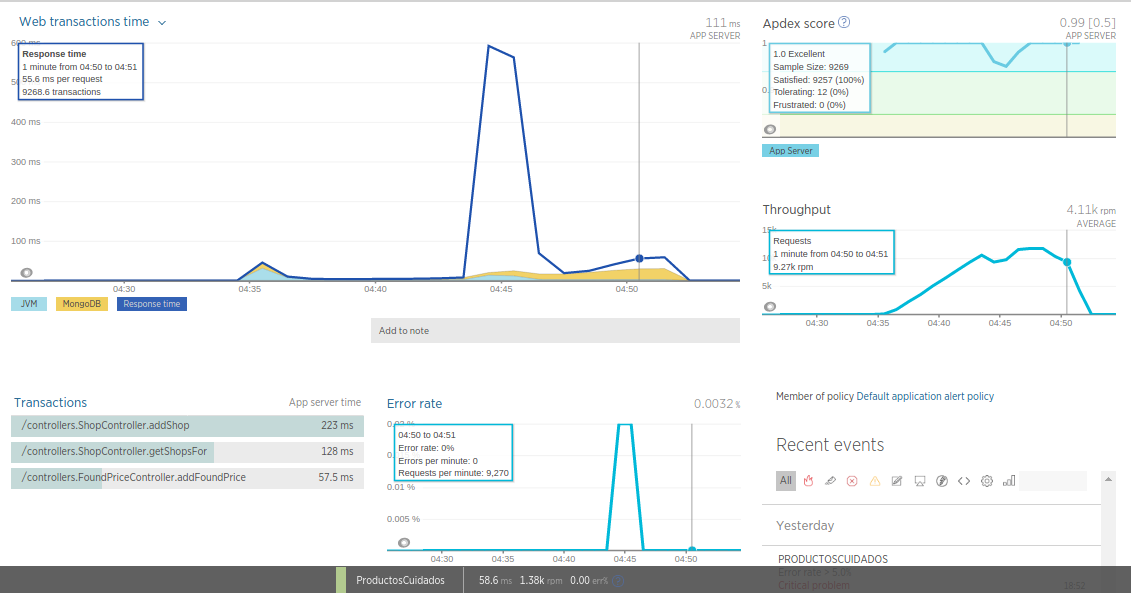 Web transactions time
111 ms
APP SERVER
Response time
1 minute from 04:50 to 04:51
55.6 ms per request
9268.6 transactions
400 ms
300 ms
200 ms
100 ms
04:30
04:35
04:40
04:45
04:50
JVM
MongoDB
Response time
Add to note
Apdex score ?
0.99 [0.5]
APP SERVER
1
1.0 Excellent
Sample Size: 9269
Satisfied: 9257 (100%)
Tolerating: 12 (0%)
Frustrated: 0 (0%)
App Server
Throughput
4.11k rpm
AVERAGE
Requests
1 minute from 04:50 to 04:51
9.27k rpm
5k
04:30
04:35
04:40
04:45
04:50
Transactions
App server time
/controllers.ShopController.addShop
223 ms
/controllers.ShopController.getShopsFor
128 ms
/controllers.FoundPriceController.addFoundPrice
57.5 ms
Error rate
0.0032 %
04:50 to 04:51
Error rate: 0%
Errors per minute: 0
Requests per minute: 9,270
0.01 %
0.005 %
04:30
04:35
04:40
04:45
04:50
Member of policy Default application alert policy
Recent events
All
Yesterday
PRODUCTOSCUIDADOS
Error rate > 5.0%
Critical problem
18:52
ProductosCuidados
58.6 ms
1.38k rpm
0.00 err%